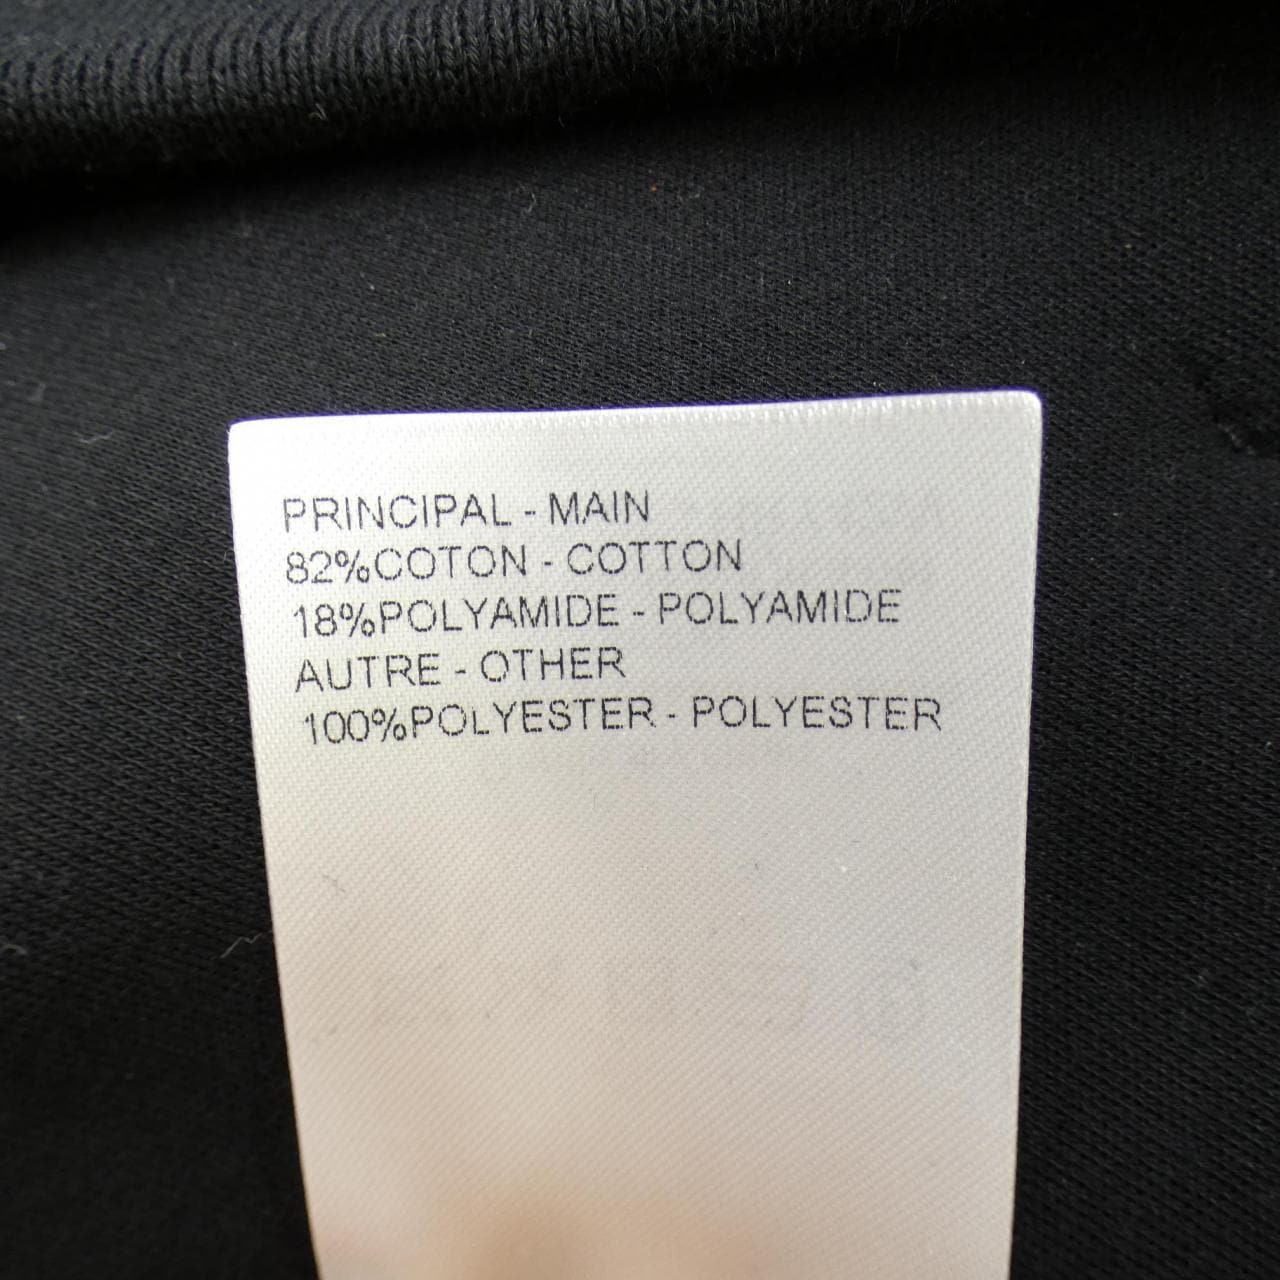 PRINCIPAL - MAIN
82%COTON - COTTON
18%POLYAMIDE - POLYAMIDE
AUTRE - OTHER
100%POLYESTER - POLYESTER